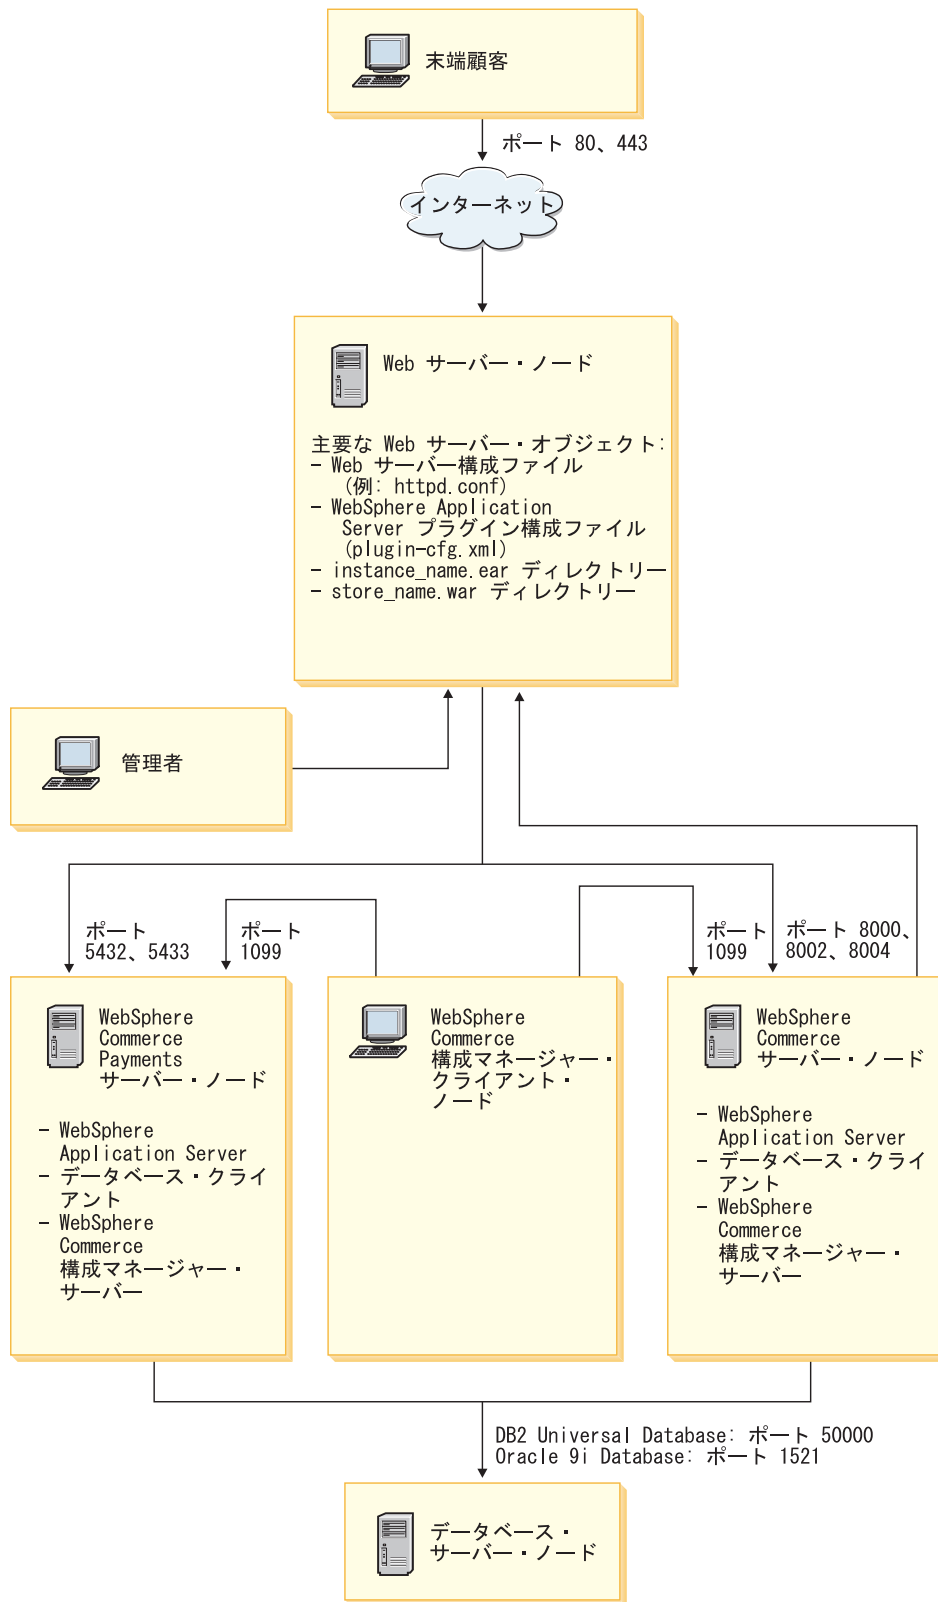 末端顧客
ポート 80、443
インターネット
Web サーバー・ノード
主要な Web サーバー・オブジェクト:
- Web サーバー構成ファイル
(例: httpd.conf)
- WebSphere Application
Server プラグイン構成ファイル
(plugin-cfg.xml)
- instance_name.ear ディレクトリー
- store_name.war ディレクトリー
管理者
ポート
5432、5433
ポート
1099
ポート
1099
ポート 8000、
8002、8004
WebSphere
Commerce
Payments
サーバー・ノード
- WebSphere
Application Server
- データベース・クライ
アント
- WebSphere
Commerce
構成マネージャー・
サーバー
WebSphere
Commerce
構成マネージャー・
クライアント・
ノード
WebSphere
Commerce
サーバー・ノード
- WebSphere
Application Server
- データベース・クライ
アント
- WebSphere
Commerce
構成マネージャー・
サーバー
DB2 Universal Database: ポート 50000
Oracle 9i Database: ポート 1521
データベース・
サーバー・ノード